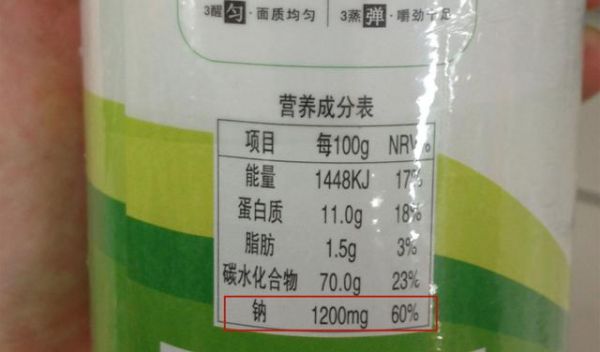 3醒匀·面质均匀 3蒸弹·嚼劲十足
营养成分表
项目 每100g NRV%
能量 1448KJ 17%
蛋白质 11.0g 18%
脂肪 1.5g 3%
碳水化合物 70.0g 23%
钠 1200mg 60%